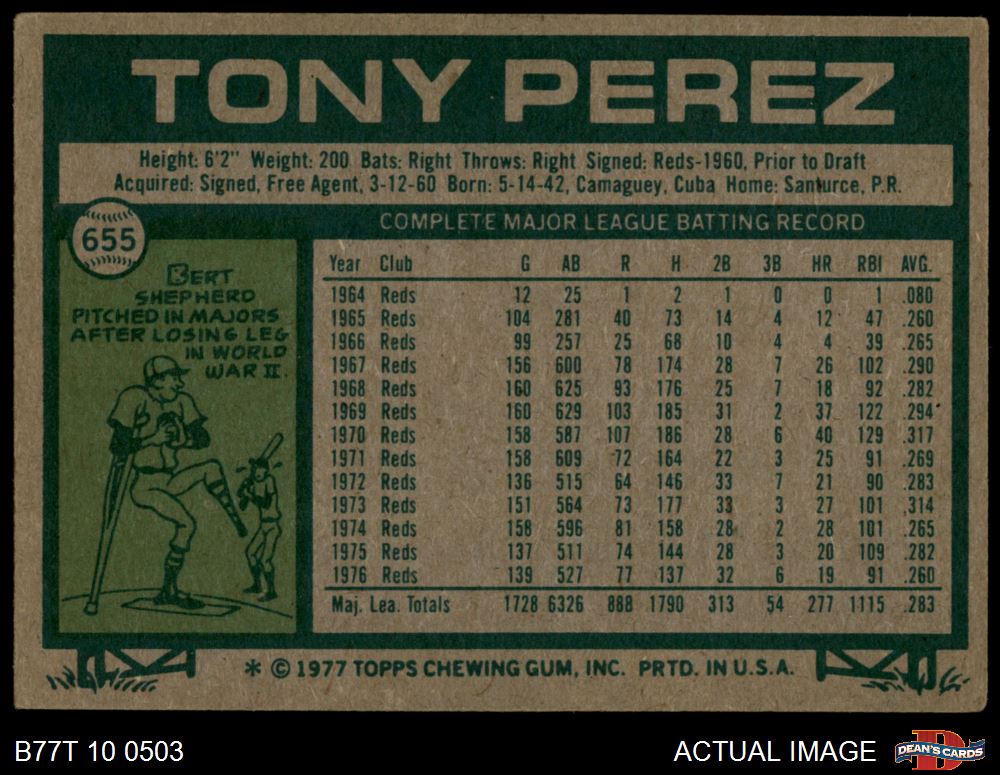 TONY PEREZ
Height: 6'2" Weight: 200 Bats: Right Throws: Right Signed: Reds-1960, Prior to Draft
Acquired: Signed, Free Agent, 3-12-60 Born: 5-14-42, Camaguey, Cuba Home: Santurce, P.R.
655
COMPLETE MAJOR LEAGUE BATTING RECORD
BERT
SHEPHERD
PITCHED IN MAJORS
AFTER LOSING LEG
IN WORLD
WAR II.
Year Club G AB R H 2B 3B HR RBI AVG.
1964 Reds 12 25 1 2 1 0 0 1 .080
1965 Reds 104 281 40 73 14 4 12 47 .260
1966 Reds 99 257 25 68 10 4 4 39 .265
1967 Reds 156 600 78 174 28 7 26 102 .290
1968 Reds 160 625 93 176 25 7 18 92 .282
1969 Reds 160 629 103 185 31 2 37 122 .294
1970 Reds 158 587 107 186 28 6 40 129 .317
1971 Reds 158 609 72 164 22 3 25 91 .269
1972 Reds 136 515 64 146 33 7 21 90 .283
1973 Reds 151 564 73 177 33 3 27 101 .314
1974 Reds 158 596 81 158 28 2 28 101 .265
1975 Reds 137 511 74 144 28 3 20 109 .282
1976 Reds 139 527 77 137 32 6 19 91 .260
Maj. Lea. Totals 1728 6326 888 1790 313 54 277 1115 .283
* © 1977 TOPPS CHEWING GUM, INC. PRTD. IN U.S.A.
B77T 10 0503
ACTUAL IMAGE
D
DEAN'S CARDS